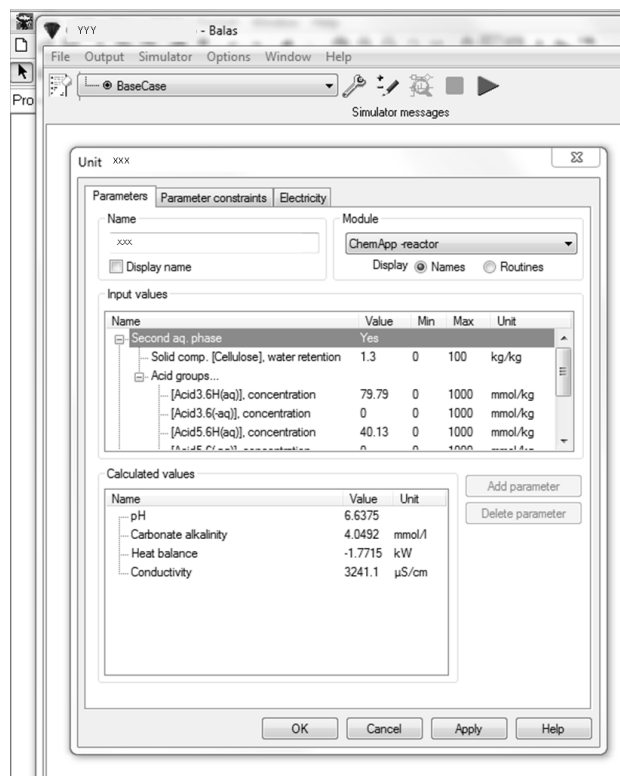 YYY - Balas
File Output Simulator Options Window Help
BaseCase
Pro
Simulator messages
Unit xxx
Parameters Parameter constraints Electricity
Name
xxx
Display name
Module
ChemApp -reactor
Display Names Routines
Input values
Name Value Min Max Unit
Second aq. phase Yes
Solid comp. [Cellulose], water retention 1.3 0 100 kg/kg
Acid groups...
[Acid3.6H(aq)], concentration 79.79 0 1000 mmol/kg
[Acid3.6(-aq)], concentration 0 0 1000 mmol/kg
[Acid5.6H(aq)], concentration 40.13 0 1000 mmol/kg
Calculated values
Name Value Unit
pH 6.6375
Carbonate alkalinity 4.0492 mmol/l
Heat balance -1.7715 kW
Conductivity 3241.1 µS/cm
Add parameter
Delete parameter
OK Cancel Apply Help